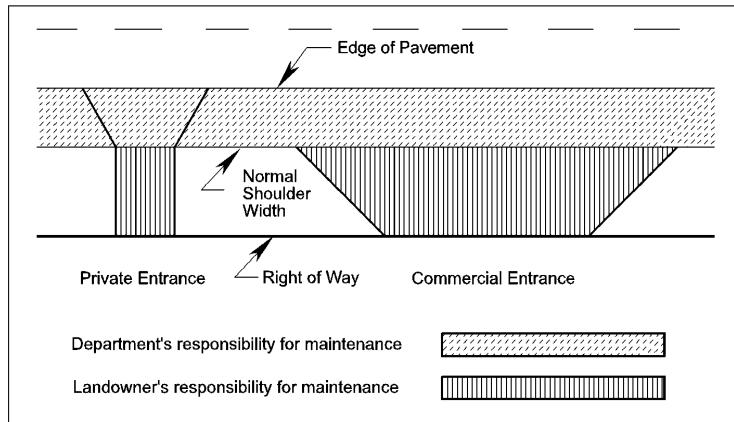 Edge of Pavement
Normal
Shoulder
Width
Private Entrance
Right of Way
Commercial Entrance
Department's responsibility for maintenance
Landowner's responsibility for maintenance